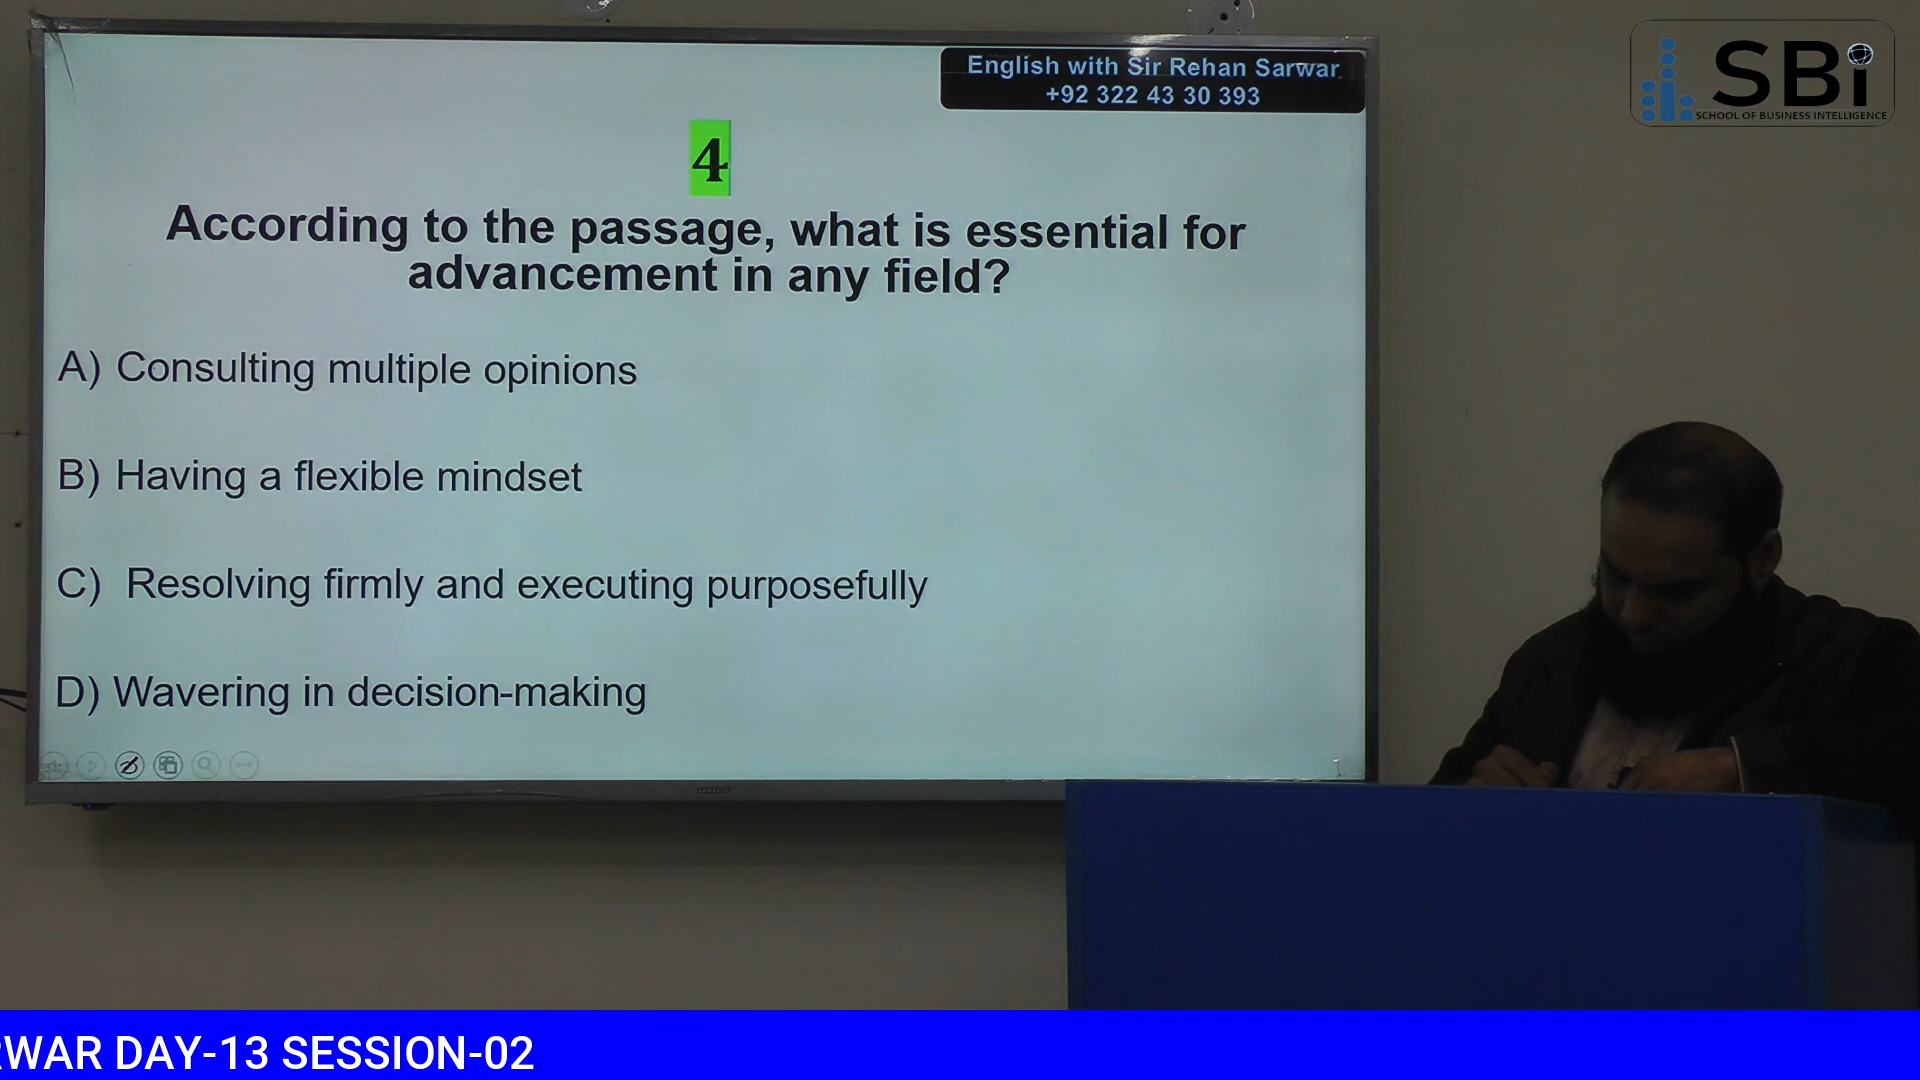 English with Sir Rehan Sarwar
+92 322 43 30 393
SBi
SCHOOL OF BUSINESS INTELLIGENCE
4
According to the passage, what is essential for
advancement in any field?
A) Consulting multiple opinions
B) Having a flexible mindset
C) Resolving firmly and executing purposefully
D) Wavering in decision-making
RWAR DAY-13 SESSION-02